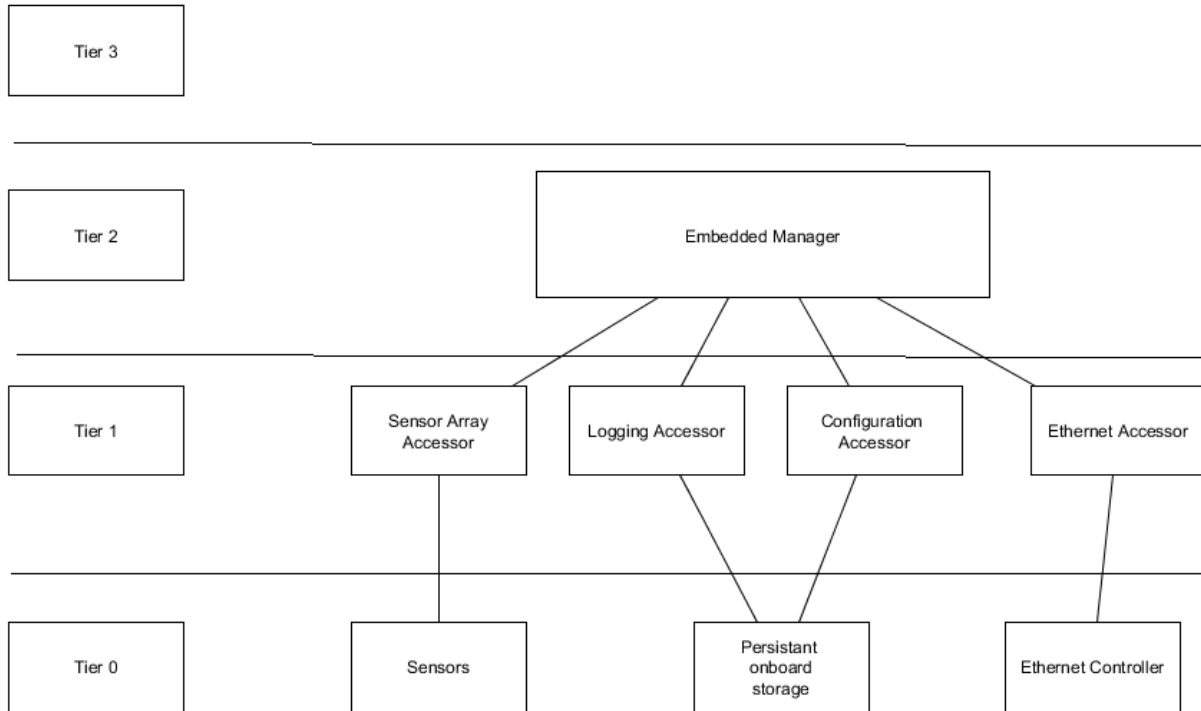 Tier 3
Tier 2
Embedded Manager
Tier 1
Sensor Array
Accessor
Logging Accessor
Configuration
Accessor
Ethernet Accessor
Tier 0
Sensors
Persistant
onboard
storage
Ethernet Controller